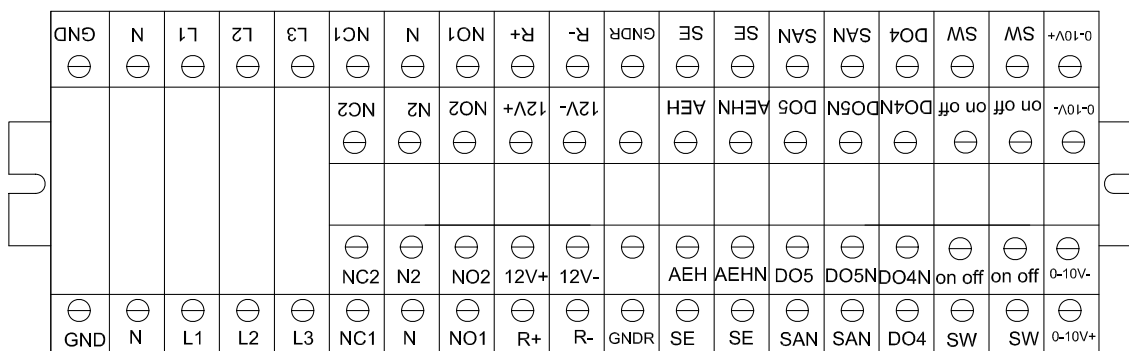 GND N L1 L2 L3 NC1 N NO1 R+ R- GNDR SE SE SAN SAN DO4 SW SW 0-10V+
NC2 N2 NO2 12V+ 12V- AEH AEHN DO5 DO5N DO4N on off on off 0-10V-
NC2 N2 NO2 12V+ 12V- AEH AEHN DO5 DO5N DO4N on off on off 0-10V-
GND N L1 L2 L3 NC1 N NO1 R+ R- GNDR SE SE SAN SAN DO4 SW SW 0-10V+